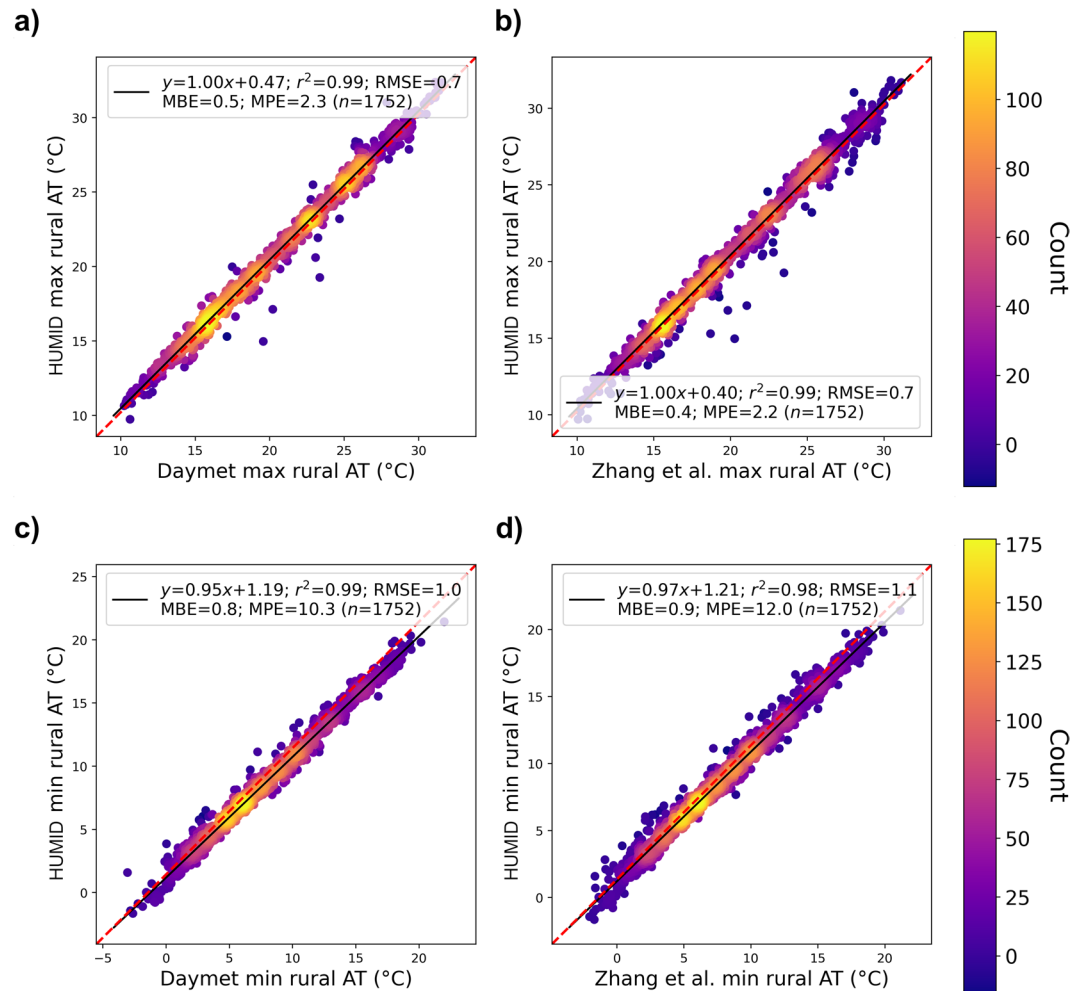 a)
y=1.00x+0.47; r²=0.99; RMSE=0.7
MBE=0.5; MPE=2.3 (n=1752)
HUMID max rural AT (°C)
30
25
20
15
10
10 15 20 25 30
Daymet max rural AT (°C)
b)
y=1.00x+0.40; r²=0.99; RMSE=0.7
MBE=0.4; MPE=2.2 (n=1752)
HUMID max rural AT (°C)
30
25
20
15
10
10 15 20 25 30
Zhang et al. max rural AT (°C)
100
80
60
40
20
0
Count
c)
y=0.95x+1.19; r²=0.99; RMSE=1.0
MBE=0.8; MPE=10.3 (n=1752)
HUMID min rural AT (°C)
25
20
15
10
5
0
−5 0 5 10 15 20
Daymet min rural AT (°C)
d)
y=0.97x+1.21; r²=0.98; RMSE=1.1
MBE=0.9; MPE=12.0 (n=1752)
HUMID min rural AT (°C)
20
15
10
5
0
0 5 10 15 20
Zhang et al. min rural AT (°C)
175
150
125
100
75
50
25
0
Count